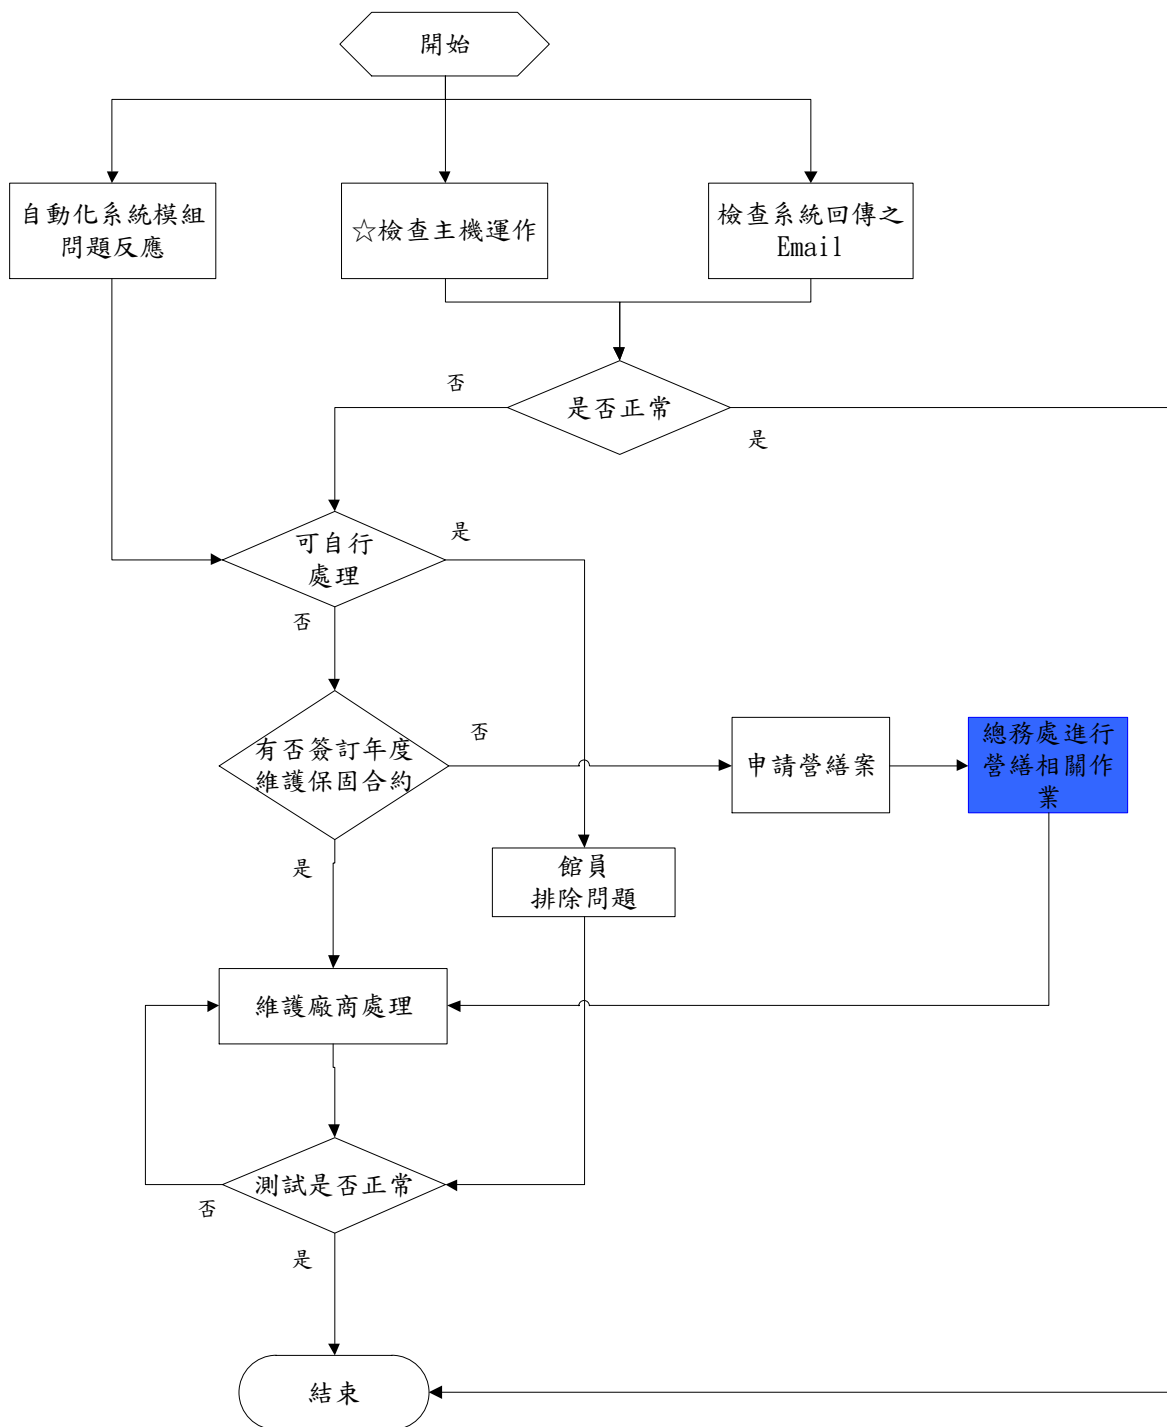 開始
自動化系統模組
問題反應
☆檢查主機運作
檢查系統回傳之
Email
否
是否正常
是
可自行
處理
是
否
有否簽訂年度
維護保固合約
否
申請營繕案
總務處進行
營繕相關作
業
是
館員
排除問題
維護廠商處理
測試是否正常
否
是
結束